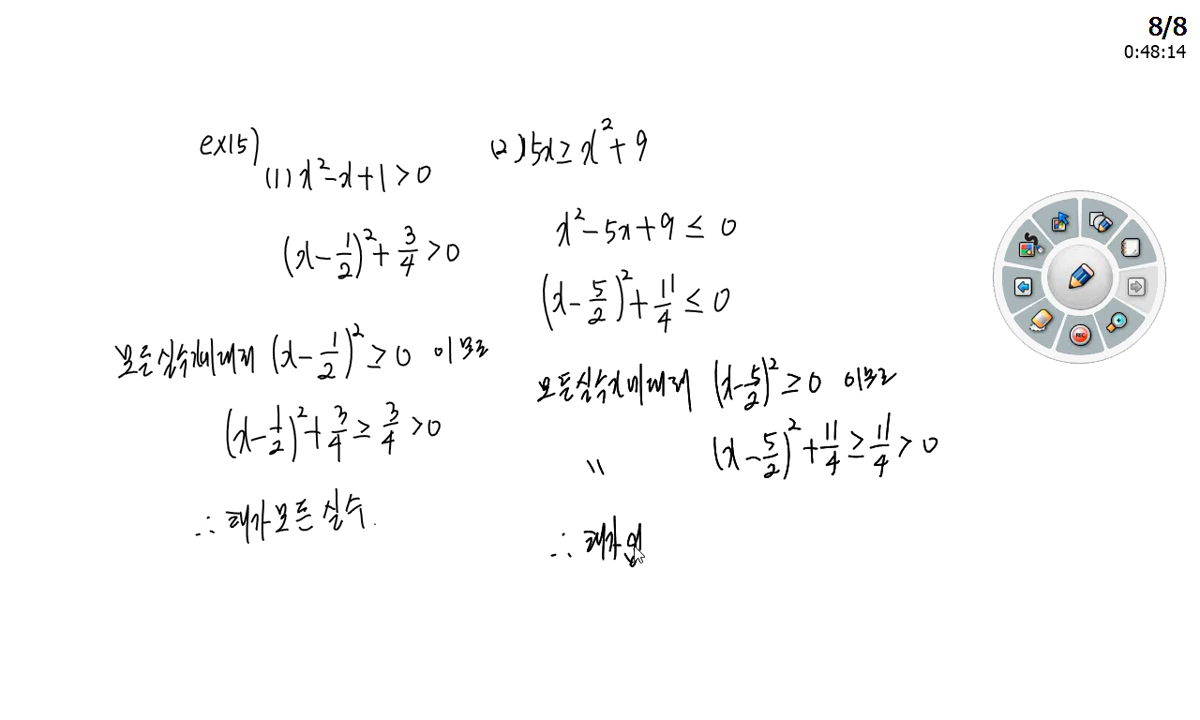 8/8
0:48:14
ex15)
(1) x²-x+1>0
(x-1/2)²+3/4>0
모든 실수 x에 대해 (x-1/2)²≥0 이므로
(x-1/2)²+3/4≥3/4>0
∴ 해가 모든 실수.
(2) 5x≥x²+9
x²-5x+9≤0
(x-5/2)²+11/4≤0
모든 실수 x에 대해 (x-5/2)²≥0 이므로
〃 (x-5/2)²+11/4≥11/4>0
∴ 해가
REC